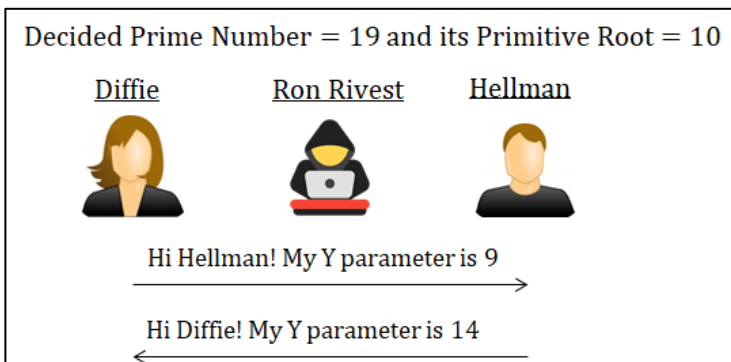 Decided Prime Number = 19 and its Primitive Root = 10
Diffie Ron Rivest Hellman
Hi Hellman! My Y parameter is 9
Hi Diffie! My Y parameter is 14